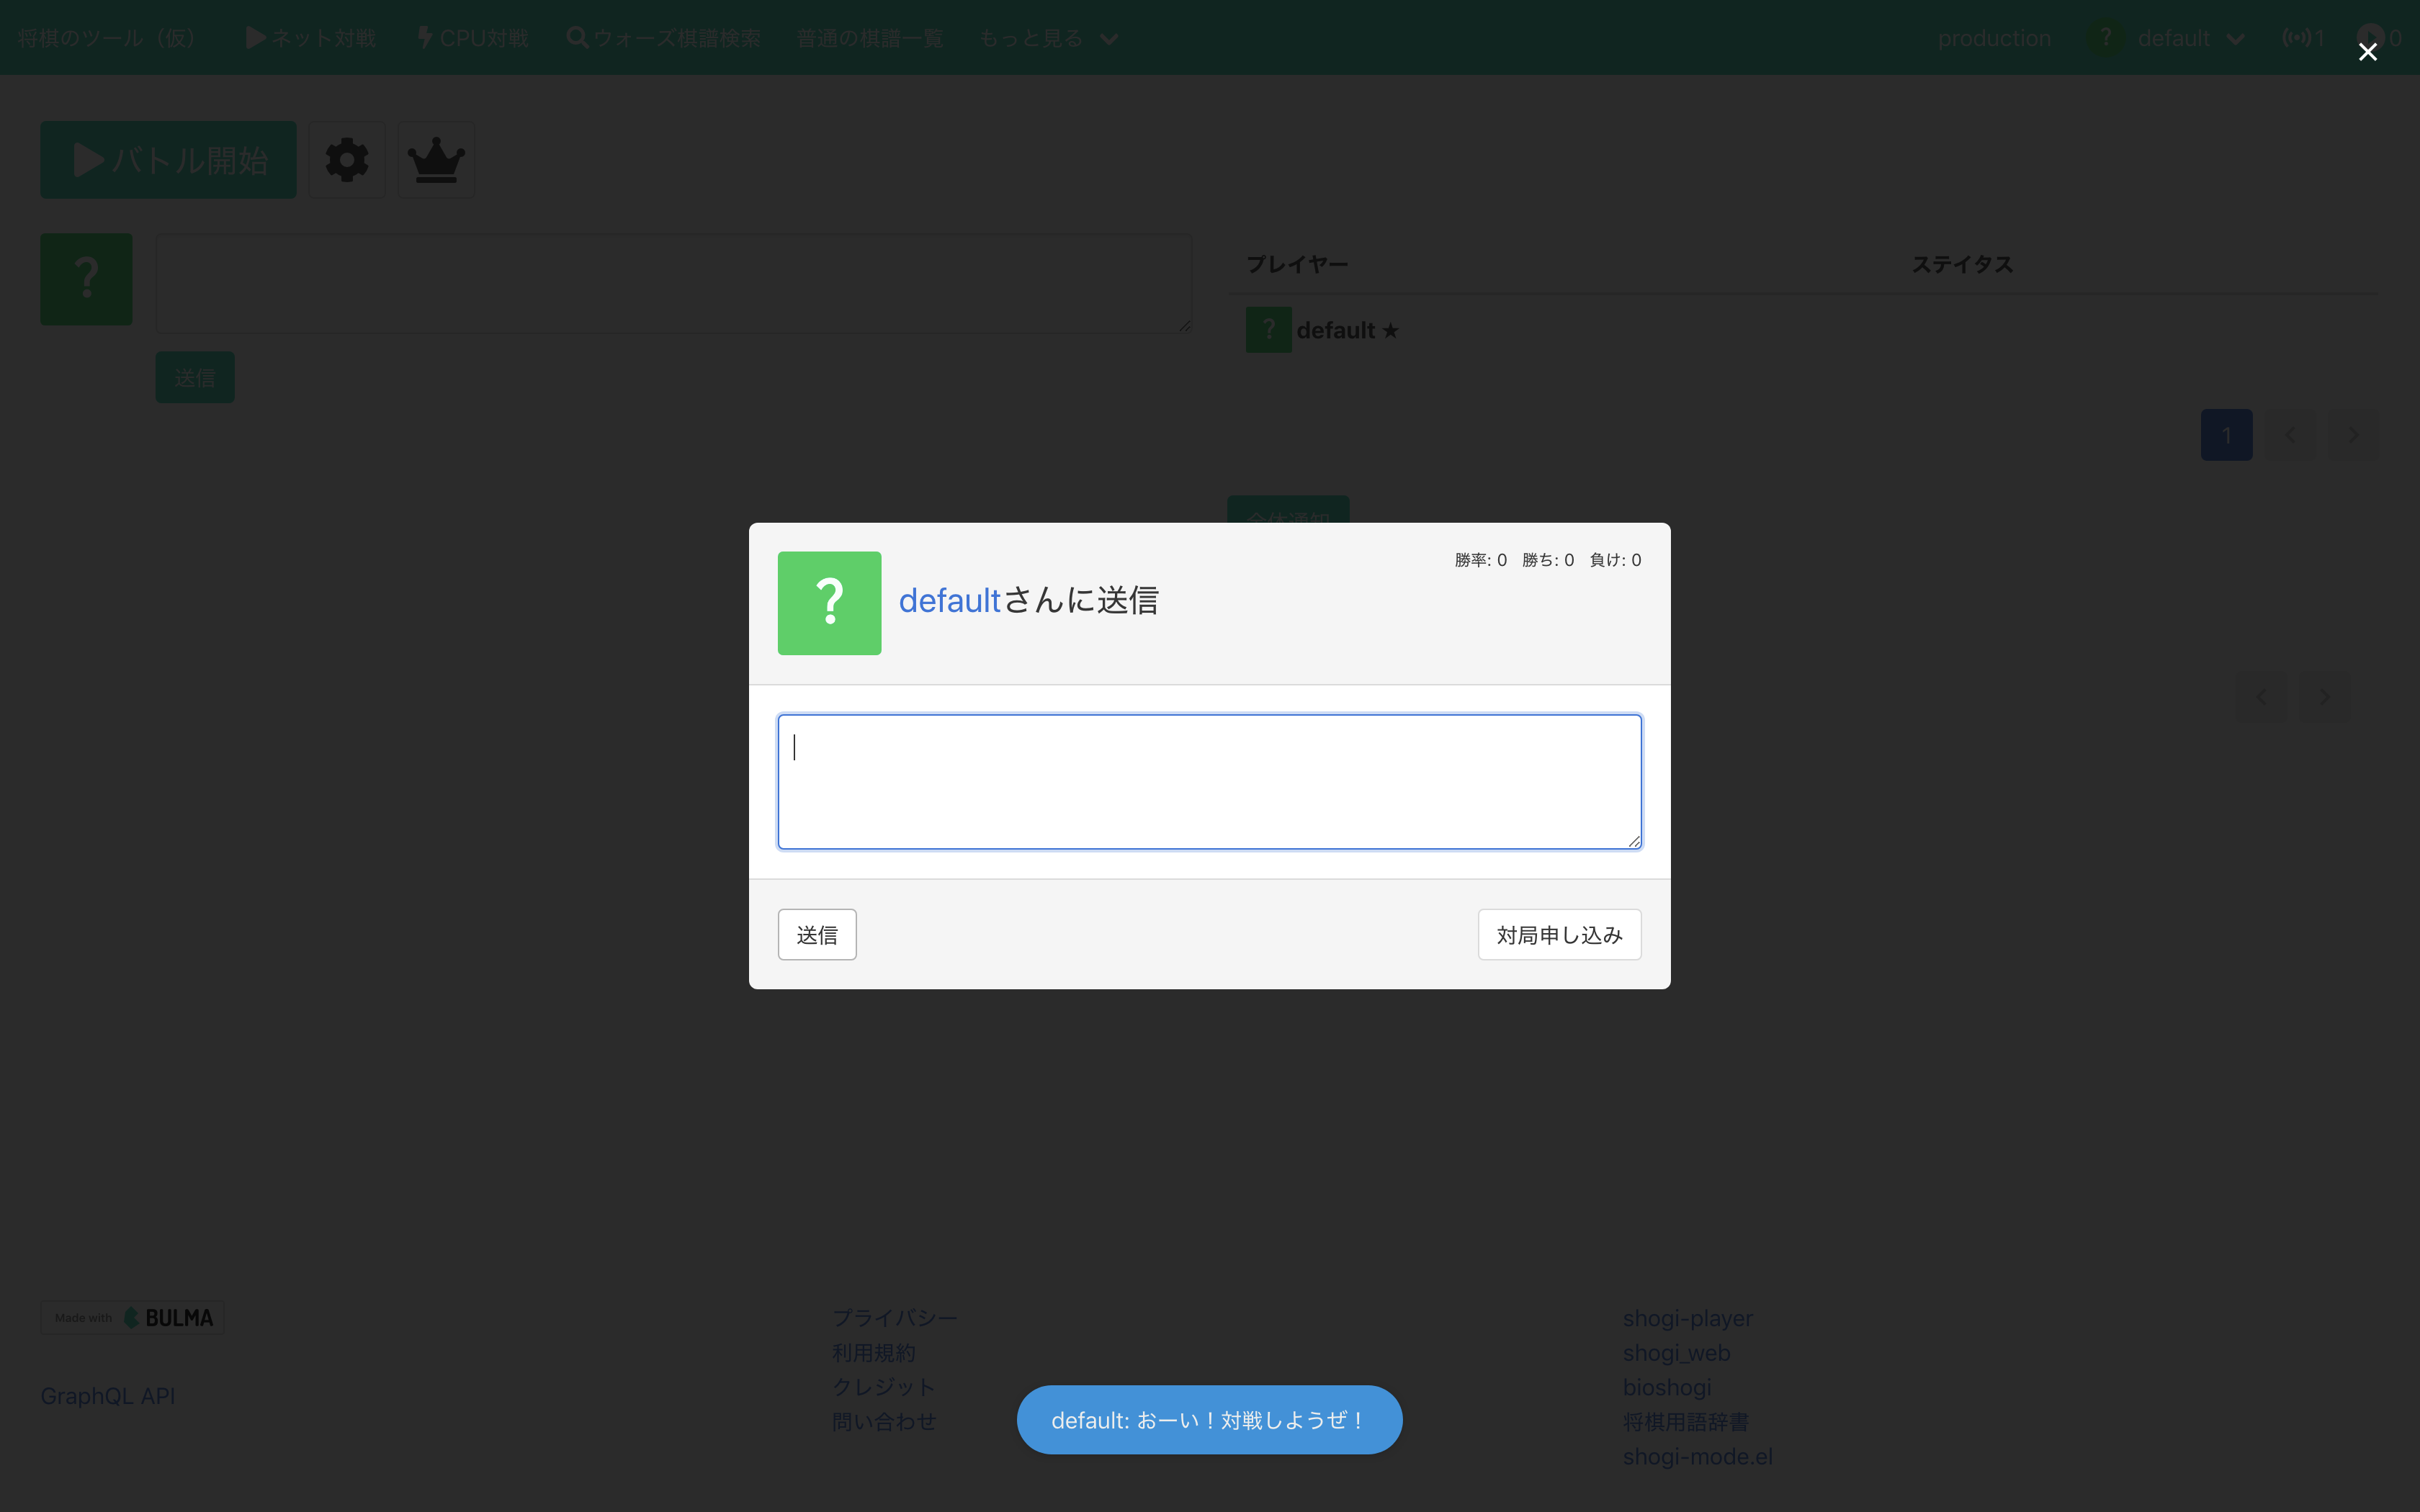 将棋のツール（仮） ネット対戦 CPU対戦 ウォーズ棋譜検索 普通の棋譜一覧 もっと見る production ? default 1 0
バトル開始
?
プレイヤー ステイタス
? default ★
送信
1
全体通知
勝率: 0 勝ち: 0 負け: 0
?
defaultさんに送信
送信 対局申し込み
Made with BULMA
GraphQL API
プライバシー
利用規約
クレジット
問い合わせ
shogi-player
shogi_web
bioshogi
将棋用語辞書
shogi-mode.el
default: おーい！対戦しようぜ！